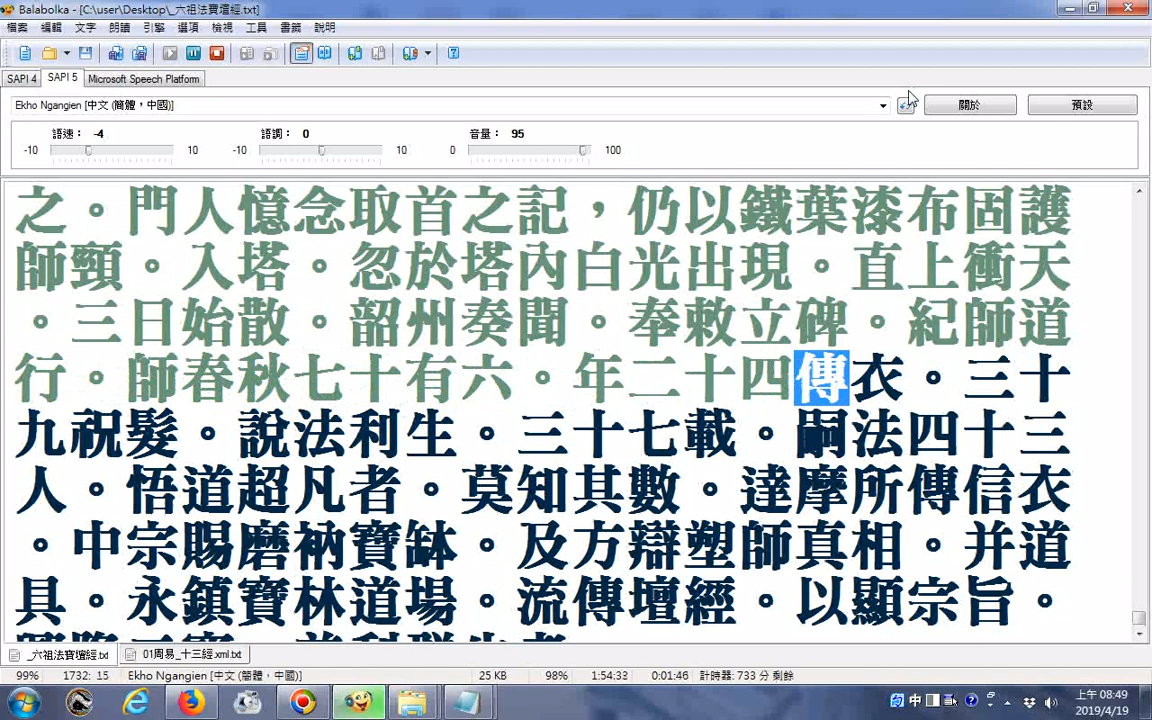 Balabolka - [C:\user\Desktop\_六祖法寶壇經.txt]
檔案 編輯 文字 朗讀 引擎 選項 檢視 工具 書籤 說明
SAPI 4 SAPI 5 Microsoft Speech Platform
Ekho Ngangien [中文 (簡體，中國)] 關於 預設
語速： -4 語調： 0 音量： 95
-10 10 -10 10 0 100
之。門人憶念取首之記，仍以鐵葉漆布固護
師頸。入塔。忽於塔內白光出現。直上衝天
。三日始散。韶州奏聞。奉敕立碑。紀師道
行。師春秋七十有六。年二十四傳衣。三十
九祝髮。說法利生。三十七載。嗣法四十三
人。悟道超凡者。莫知其數。達摩所傳信衣
。中宗賜磨衲寶缽。及方辯塑師真相。并道
具。永鎮寶林道場。流傳壇經。以顯宗旨。
_六祖法寶壇經.txt 01周易_十三經.xml.txt
99% 1732: 15 Ekho Ngangien [中文 (簡體，中國)] 25 KB 98% 1:54:32 0:01:46 計時器: 733 分 剩餘
中 上午 08:49
2019/4/19